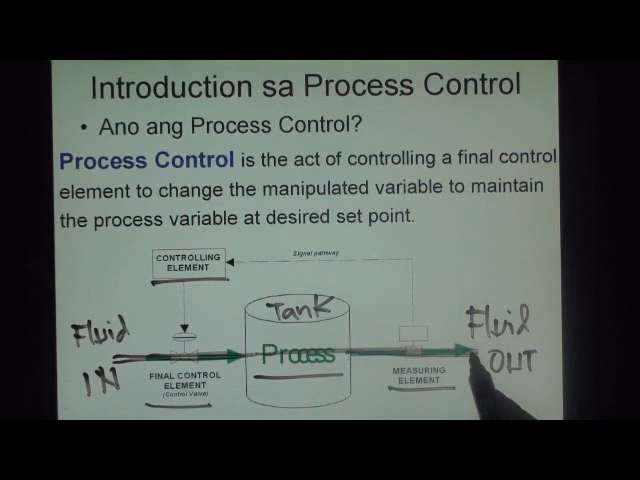 Introduction sa Process Control
• Ano ang Process Control?
Process Control is the act of controlling a final control
element to change the manipulated variable to maintain
the process variable at desired set point.
CONTROLLING
ELEMENT
Signal pathway
Tank
Fluid
IN
Process
Fluid
OUT
FINAL CONTROL
ELEMENT
(Control Valve)
MEASURING
ELEMENT